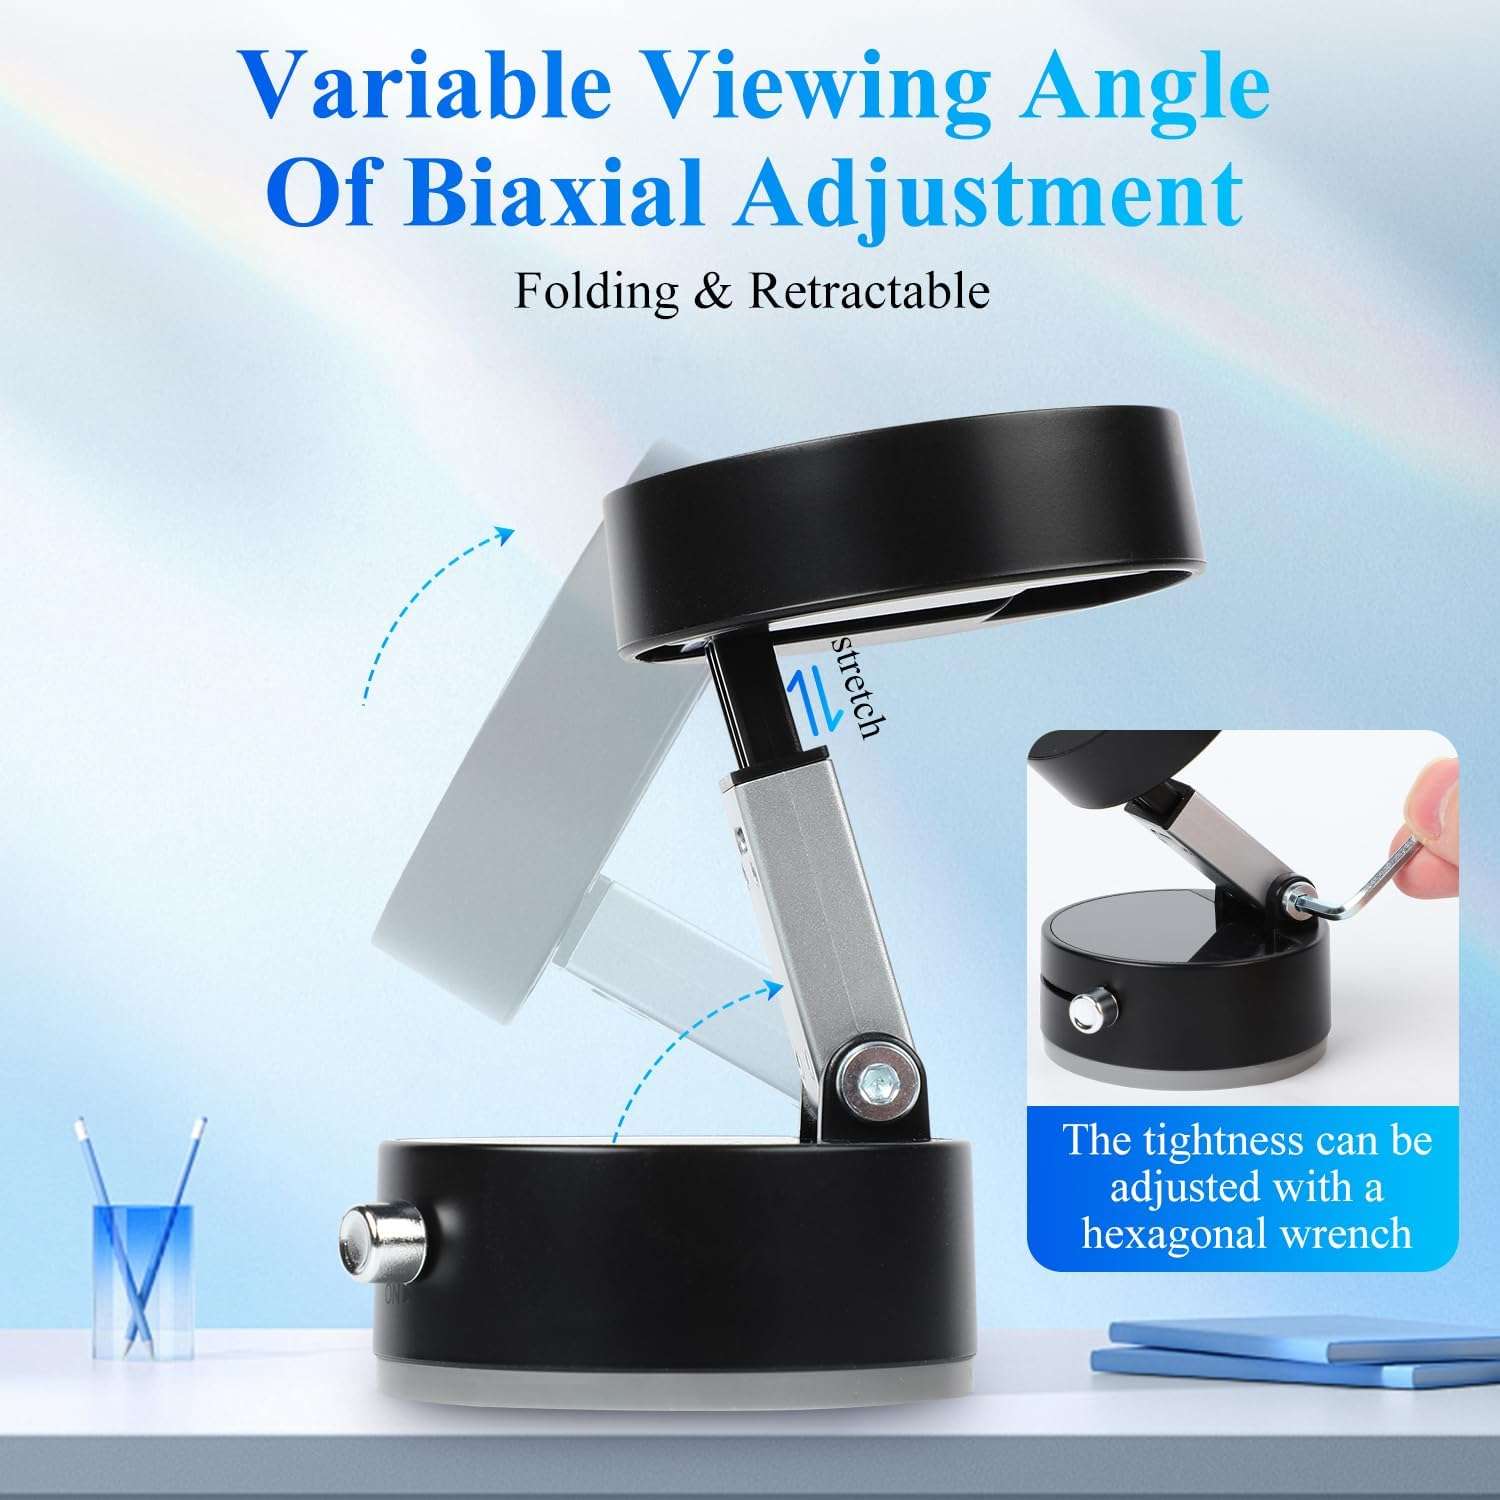 Variable Viewing Angle
Of Biaxial Adjustment
Folding & Retractable
stretch
The tightness can be
adjusted with a
hexagonal wrench